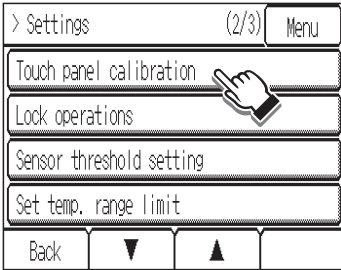 > Settings (2/3) Menu
Touch panel calibration
Lock operations
Sensor threshold setting
Set temp. range limit
Back ▼ ▲